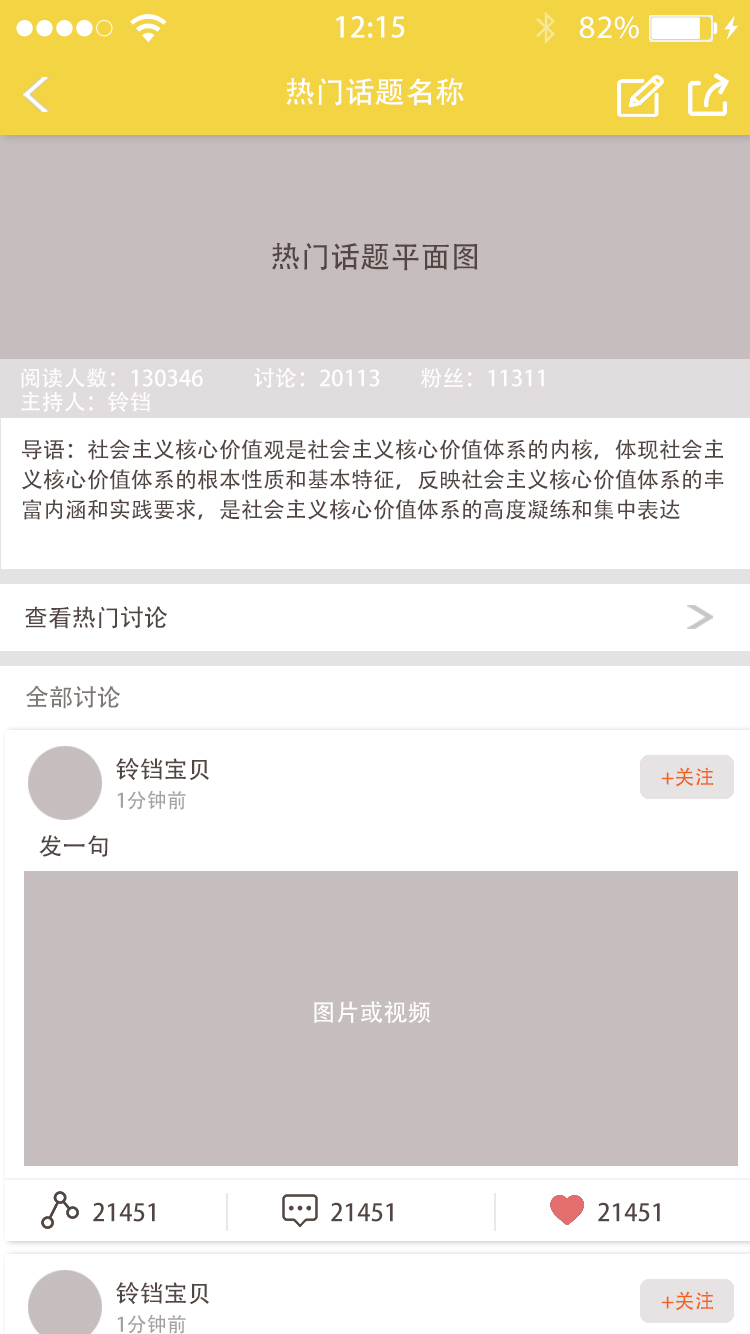 12:15
82%
热门话题名称
热门话题平面图
阅读人数：130346 讨论：20113 粉丝：11311
主持人：铃铛
导语：社会主义核心价值观是社会主义核心价值体系的内核，体现社会主
义核心价值体系的根本性质和基本特征，反映社会主义核心价值体系的丰
富内涵和实践要求，是社会主义核心价值体系的高度凝练和集中表达
查看热门讨论
全部讨论
铃铛宝贝
+关注
1分钟前
发一句
图片或视频
21451 21451 21451
铃铛宝贝
+关注
1分钟前